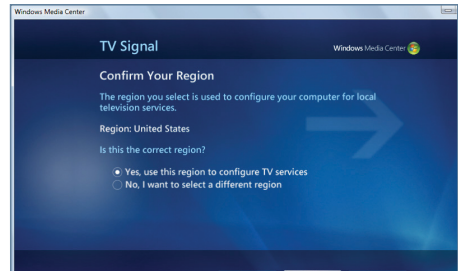 Windows Media Center
TV Signal
Windows Media Center
Confirm Your Region
The region you select is used to configure your computer for local
television services.
Region: United States
Is this the correct region?
Yes, use this region to configure TV services
No, I want to select a different region